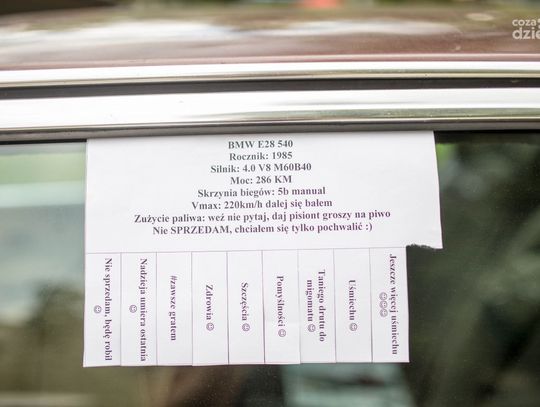 coza
dzie
BMW E28 540
Rocznik: 1985
Silnik: 4.0 V8 M60B40
Moc: 286 KM
Skrzynia biegów: 5b manual
Vmax: 220km/h dalej się bałem
Zużycie paliwa: weź nie pytaj, daj pisiont groszy na piwo
Nie SPRZEDAM, chciałem się tylko pochwalić :)
Nie sprzedam, będę robił
☺
Nadzieja umiera ostatnia
☺
#zawsze gratem
Zdrowia ☺
Szczęścia ☺
Pomyślności ☺
Taniego drutu do
migomatu ☺
Uśmiechu ☺
Jeszcze więcej uśmiechu
☺☺☺